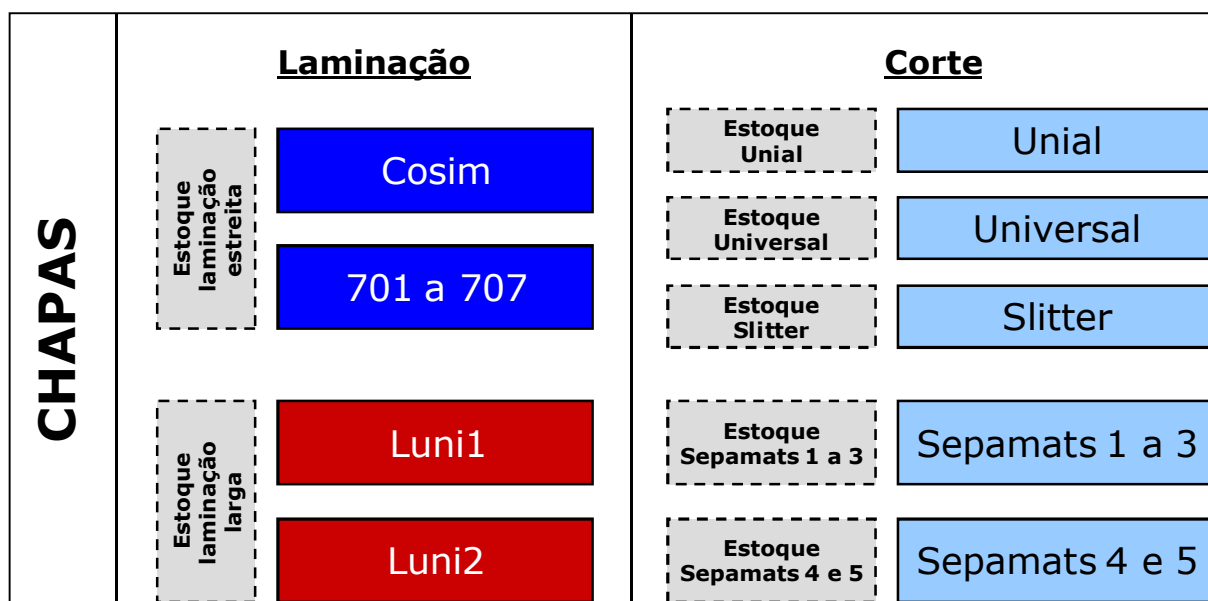 CHAPAS
Laminação
Estoque
laminação
estreita
Cosim
701 a 707
Estoque
laminação
larga
Luni1
Luni2
Corte
Estoque
Unial
Unial
Estoque
Universal
Universal
Estoque
Slitter
Slitter
Estoque
Sepamats 1 a 3
Sepamats 1 a 3
Estoque
Sepamats 4 e 5
Sepamats 4 e 5